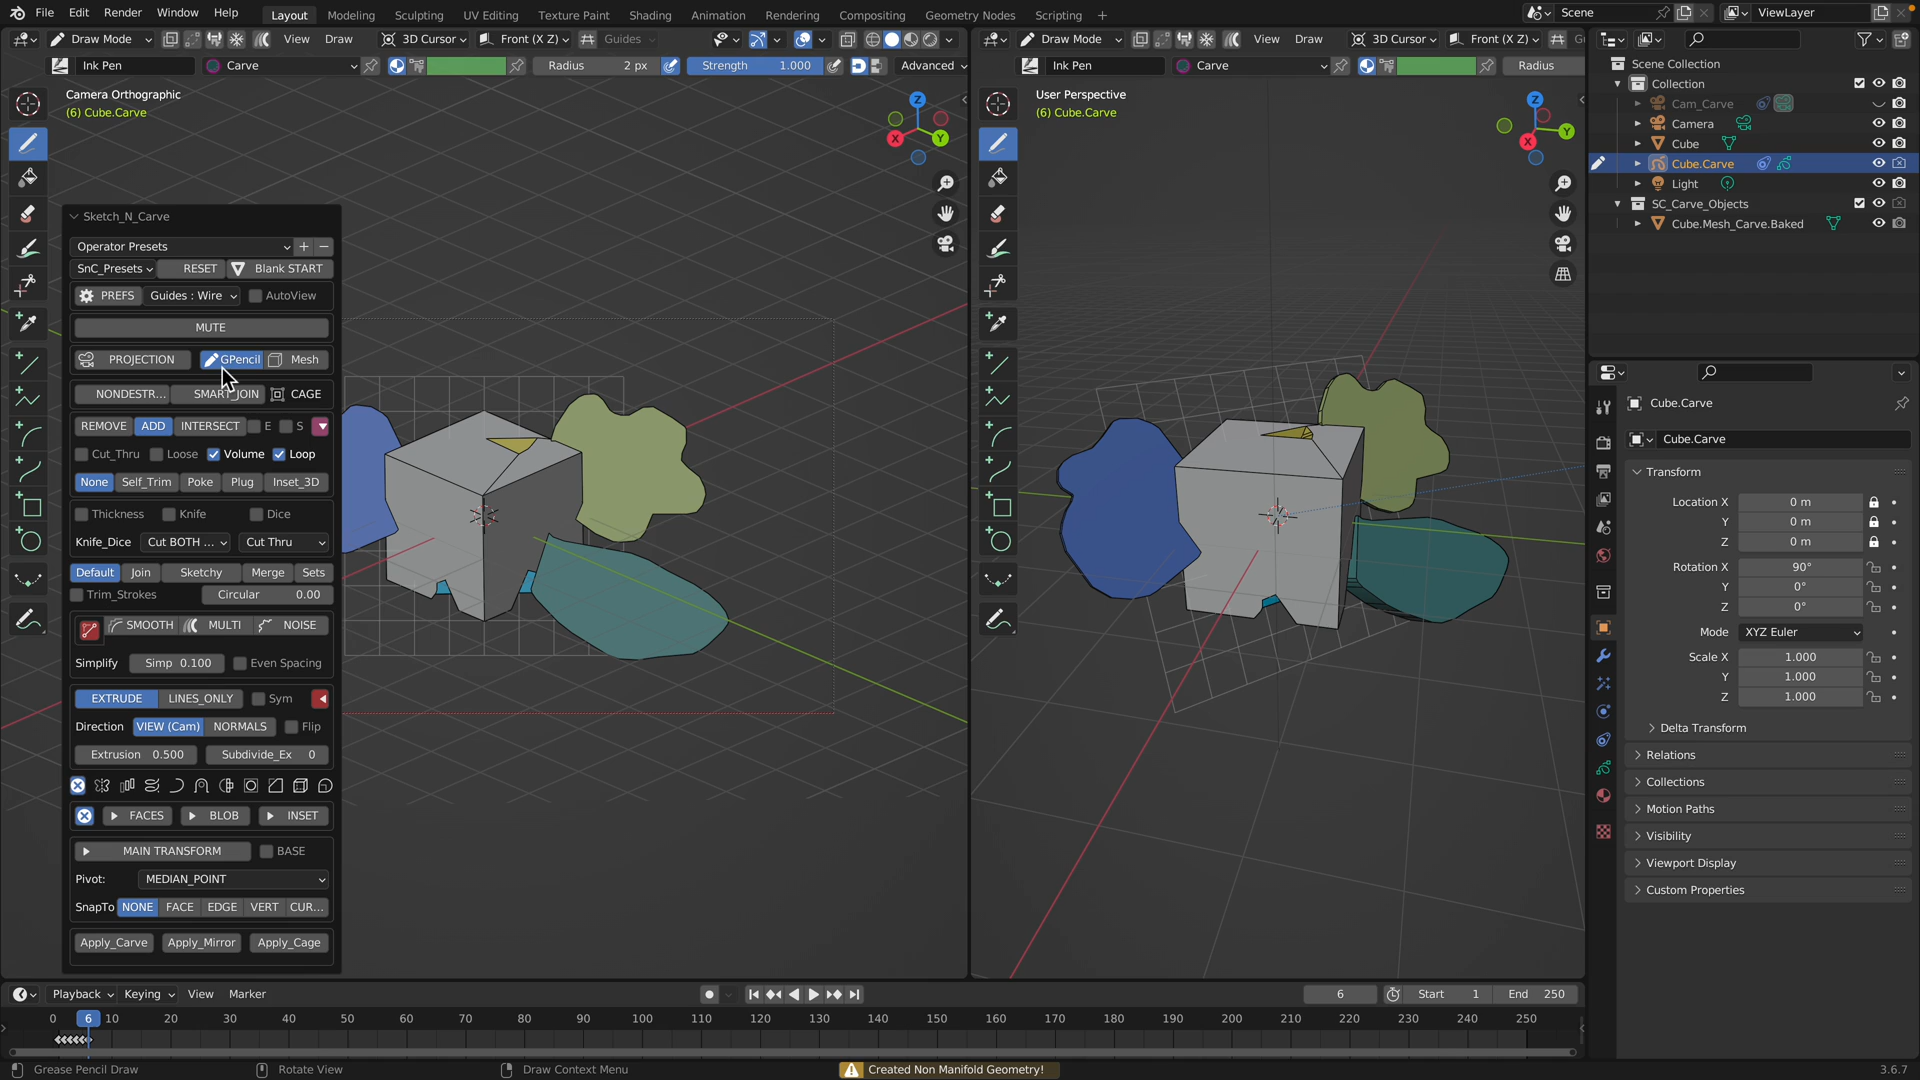 File Edit Render Window Help Layout Modeling Sculpting UV Editing Texture Paint Shading Animation Rendering Compositing Geometry Nodes Scripting + Scene ViewLayer
Draw Mode View Draw 3D Cursor Front (X Z) Guides Draw Mode View Draw 3D Cursor Front (X Z)
Ink Pen Carve Radius 2 px Strength 1.000 Advanced Ink Pen Carve Radius
Camera Orthographic
(6) Cube.Carve
Z
X
Y
Sketch_N_Carve
Operator Presets
SnC_Presets RESET Blank START
PREFS Guides : Wire AutoView
MUTE
PROJECTION GPencil Mesh
NONDESTR... SMART_JOIN CAGE
REMOVE ADD INTERSECT E S
Cut_Thru Loose Volume Loop
None Self_Trim Poke Plug Inset_3D
Thickness Knife Dice
Knife_Dice Cut BOTH ... Cut Thru
Default Join Sketchy Merge Sets
Trim_Strokes Circular 0.00
SMOOTH MULTI NOISE
Simplify Simp 0.100 Even Spacing
EXTRUDE LINES_ONLY Sym
Direction VIEW (Cam) NORMALS Flip
Extrusion 0.500 Subdivide_Ex 0
FACES BLOB INSET
MAIN TRANSFORM BASE
Pivot: MEDIAN_POINT
SnapTo NONE FACE EDGE VERT CUR...
Apply_Carve Apply_Mirror Apply_Cage
User Perspective
(6) Cube.Carve
Z
X
Y
Scene Collection
Collection
Cam_Carve
Camera
Cube
Cube.Carve
Light
SC_Carve_Objects
Cube.Mesh_Carve.Baked
Cube.Carve
Cube.Carve
Transform
Location X 0 m
Y 0 m
Z 0 m
Rotation X 90°
Y 0°
Z 0°
Mode XYZ Euler
Scale X 1.000
Y 1.000
Z 1.000
Delta Transform
Relations
Collections
Motion Paths
Visibility
Viewport Display
Custom Properties
Playback Keying View Marker 6 Start 1 End 250
0 6 10 20 30 40 50 60 70 80 90 100 110 120 130 140 150 160 170 180 190 200 210 220 230 240 250
Grease Pencil Draw Rotate View Draw Context Menu Created Non Manifold Geometry! 3.6.7